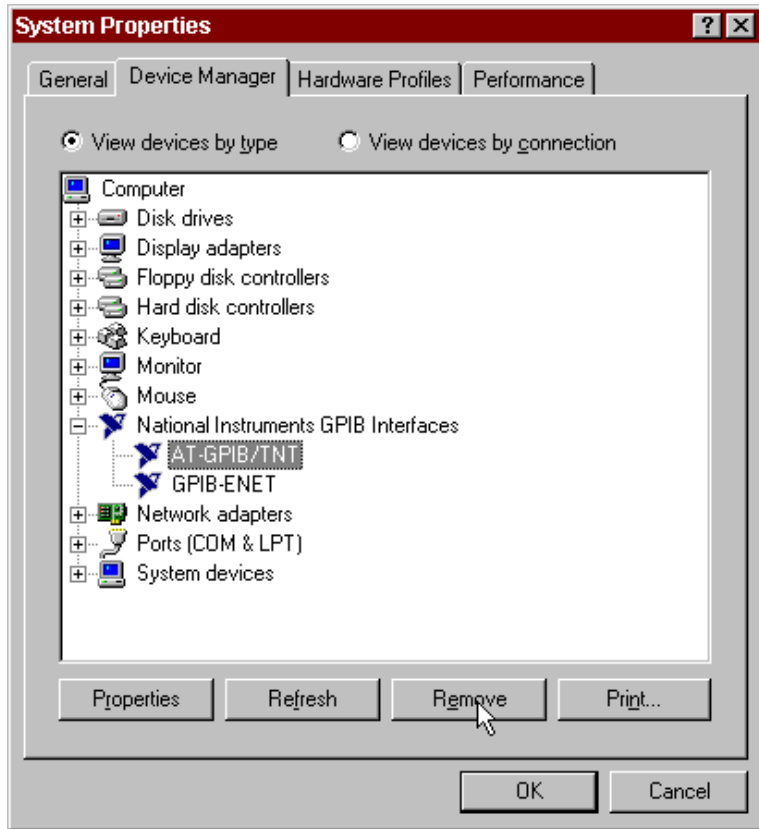 System Properties
?
General Device Manager Hardware Profiles Performance
View devices by type View devices by connection
Computer
Disk drives
Display adapters
Floppy disk controllers
Hard disk controllers
Keyboard
Monitor
Mouse
National Instruments GPIB Interfaces
AT-GPIB/TNT
GPIB-ENET
Network adapters
Ports (COM & LPT)
System devices
Properties Refresh Remove Print...
OK Cancel